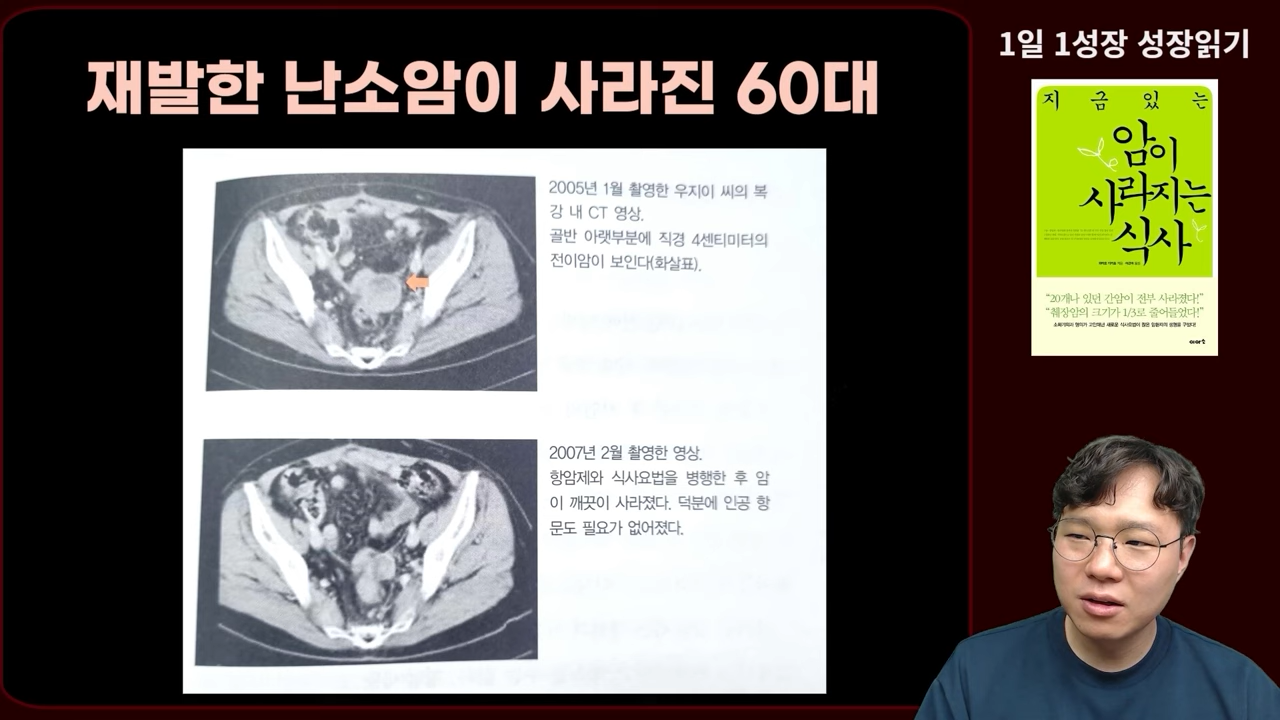 재발한 난소암이 사라진 60대
1일 1성장 성장읽기
2005년 1월 촬영한 우지이 씨의 복
강 내 CT 영상.
골반 아랫부분에 직경 4센티미터의
전이암이 보인다(화살표).
2007년 2월 촬영한 영상.
항암제와 식사요법을 병행한 후 암
이 깨끗이 사라졌다. 덕분에 인공 항
문도 필요가 없어졌다.
지금 있는
암이
사라지는
식사
“20개나 있던 간암이 전부 사라졌다!”
“췌장암의 크기가 1/3로 줄어들었다!”